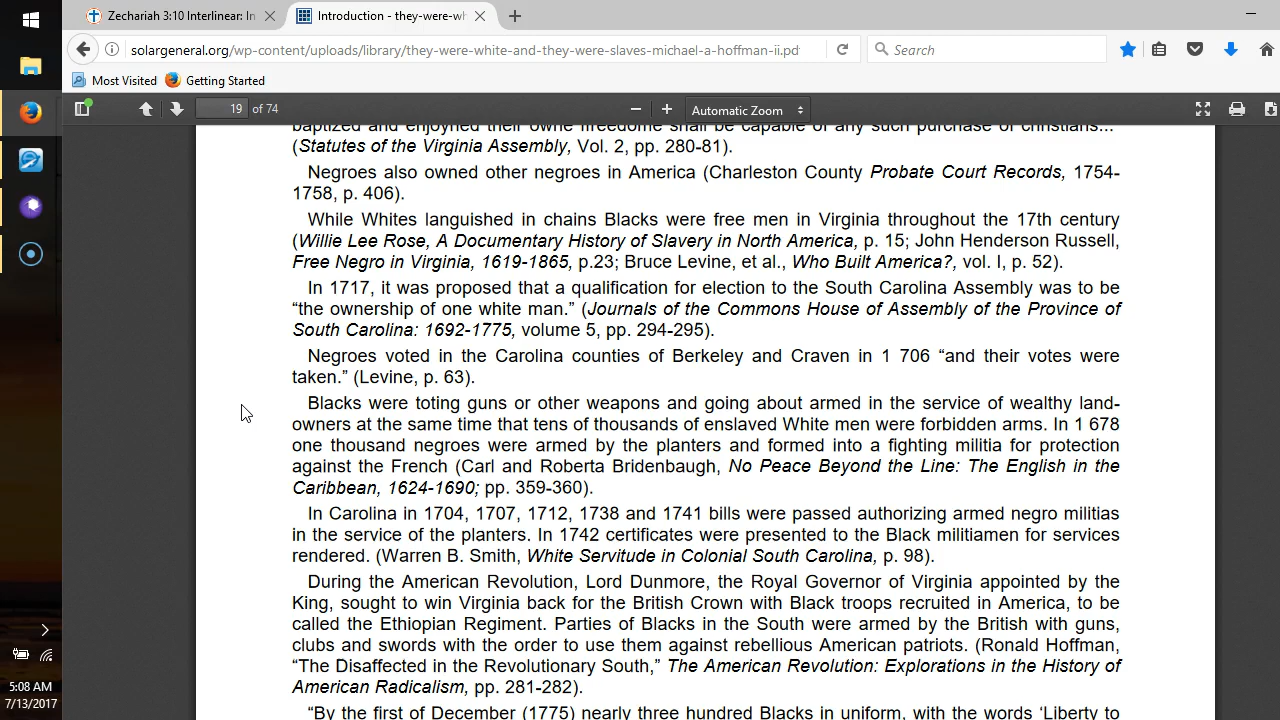 Zechariah 3:10 Interlinear: In
Introduction - they-were-wh
solargeneral.org/wp-content/uploads/library/they-were-white-and-they-were-slaves-michael-a-hoffman-ii.pdf
Search
Most Visited
Getting Started
19 of 74
Automatic Zoom
baptized and enjoyned their owne freedome shall be capable of any such purchase of christians...
(Statutes of the Virginia Assembly, Vol. 2, pp. 280-81).
Negroes also owned other negroes in America (Charleston County Probate Court Records, 1754-
1758, p. 406).
While Whites languished in chains Blacks were free men in Virginia throughout the 17th century
(Willie Lee Rose, A Documentary History of Slavery in North America, p. 15; John Henderson Russell,
Free Negro in Virginia, 1619-1865, p.23; Bruce Levine, et al., Who Built America?, vol. I, p. 52).
In 1717, it was proposed that a qualification for election to the South Carolina Assembly was to be
“the ownership of one white man.” (Journals of the Commons House of Assembly of the Province of
South Carolina: 1692-1775, volume 5, pp. 294-295).
Negroes voted in the Carolina counties of Berkeley and Craven in 1 706 “and their votes were
taken.” (Levine, p. 63).
Blacks were toting guns or other weapons and going about armed in the service of wealthy land-
owners at the same time that tens of thousands of enslaved White men were forbidden arms. In 1 678
one thousand negroes were armed by the planters and formed into a fighting militia for protection
against the French (Carl and Roberta Bridenbaugh, No Peace Beyond the Line: The English in the
Caribbean, 1624-1690; pp. 359-360).
In Carolina in 1704, 1707, 1712, 1738 and 1741 bills were passed authorizing armed negro militias
in the service of the planters. In 1742 certificates were presented to the Black militiamen for services
rendered. (Warren B. Smith, White Servitude in Colonial South Carolina, p. 98).
During the American Revolution, Lord Dunmore, the Royal Governor of Virginia appointed by the
King, sought to win Virginia back for the British Crown with Black troops recruited in America, to be
called the Ethiopian Regiment. Parties of Blacks in the South were armed by the British with guns,
clubs and swords with the order to use them against rebellious American patriots. (Ronald Hoffman,
“The Disaffected in the Revolutionary South,” The American Revolution: Explorations in the History of
American Radicalism, pp. 281-282).
“By the first of December (1775) nearly three hundred Blacks in uniform, with the words ‘Liberty to
5:08 AM
7/13/2017